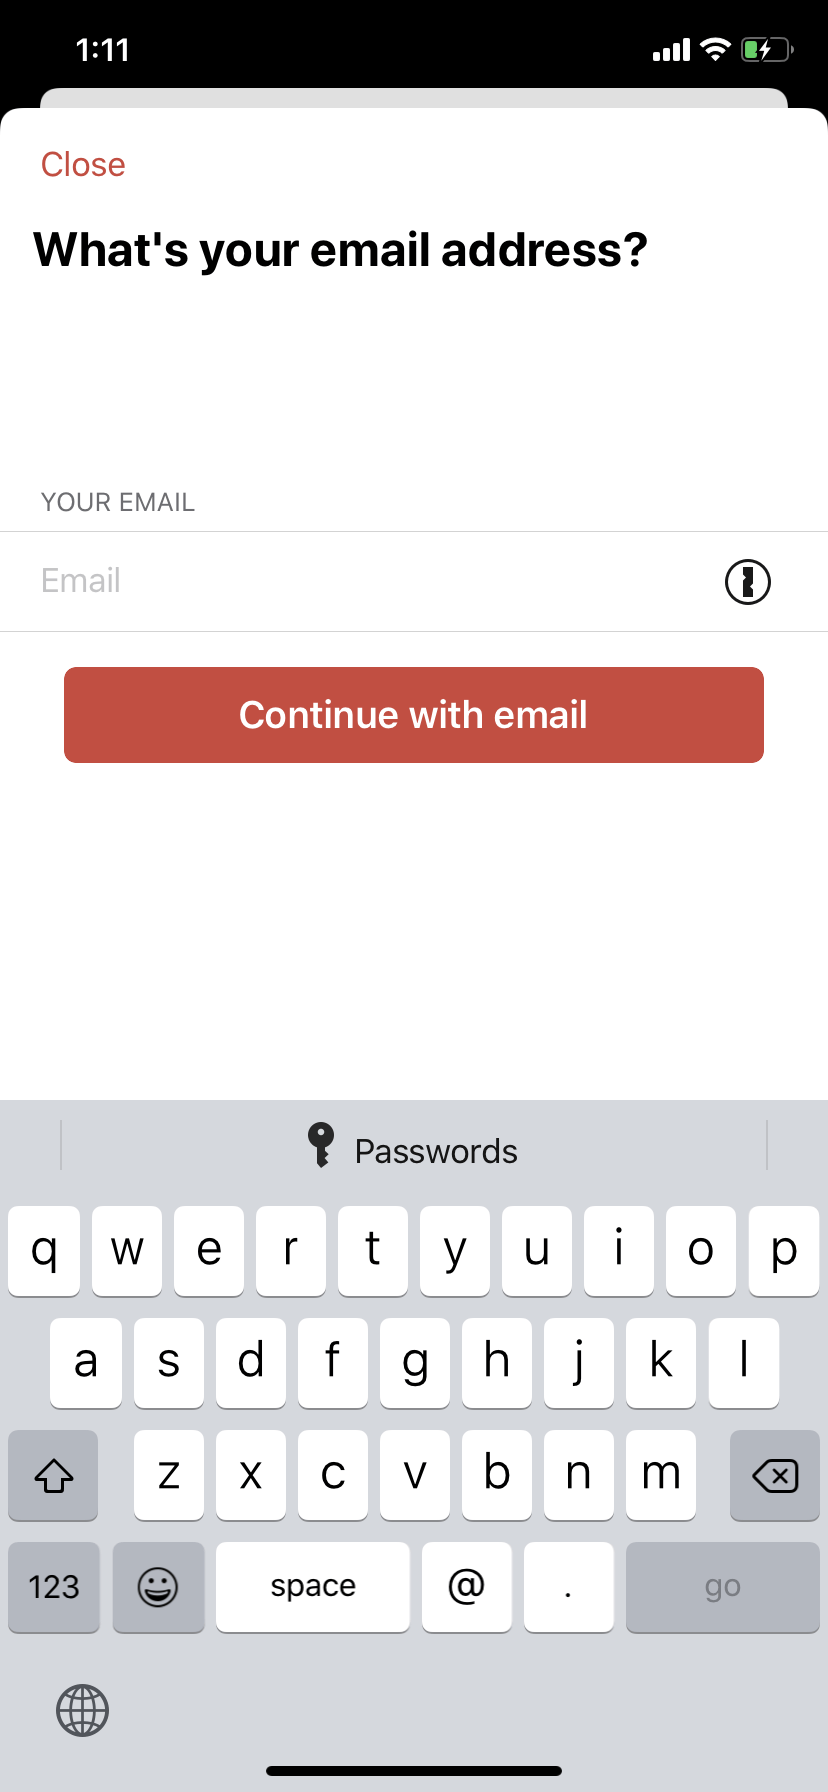 1:11
Close
What's your email address?
YOUR EMAIL
Email
Continue with email
Passwords
q w e r t y u i o p
a s d f g h j k l
z x c v b n m
123 space @ . go